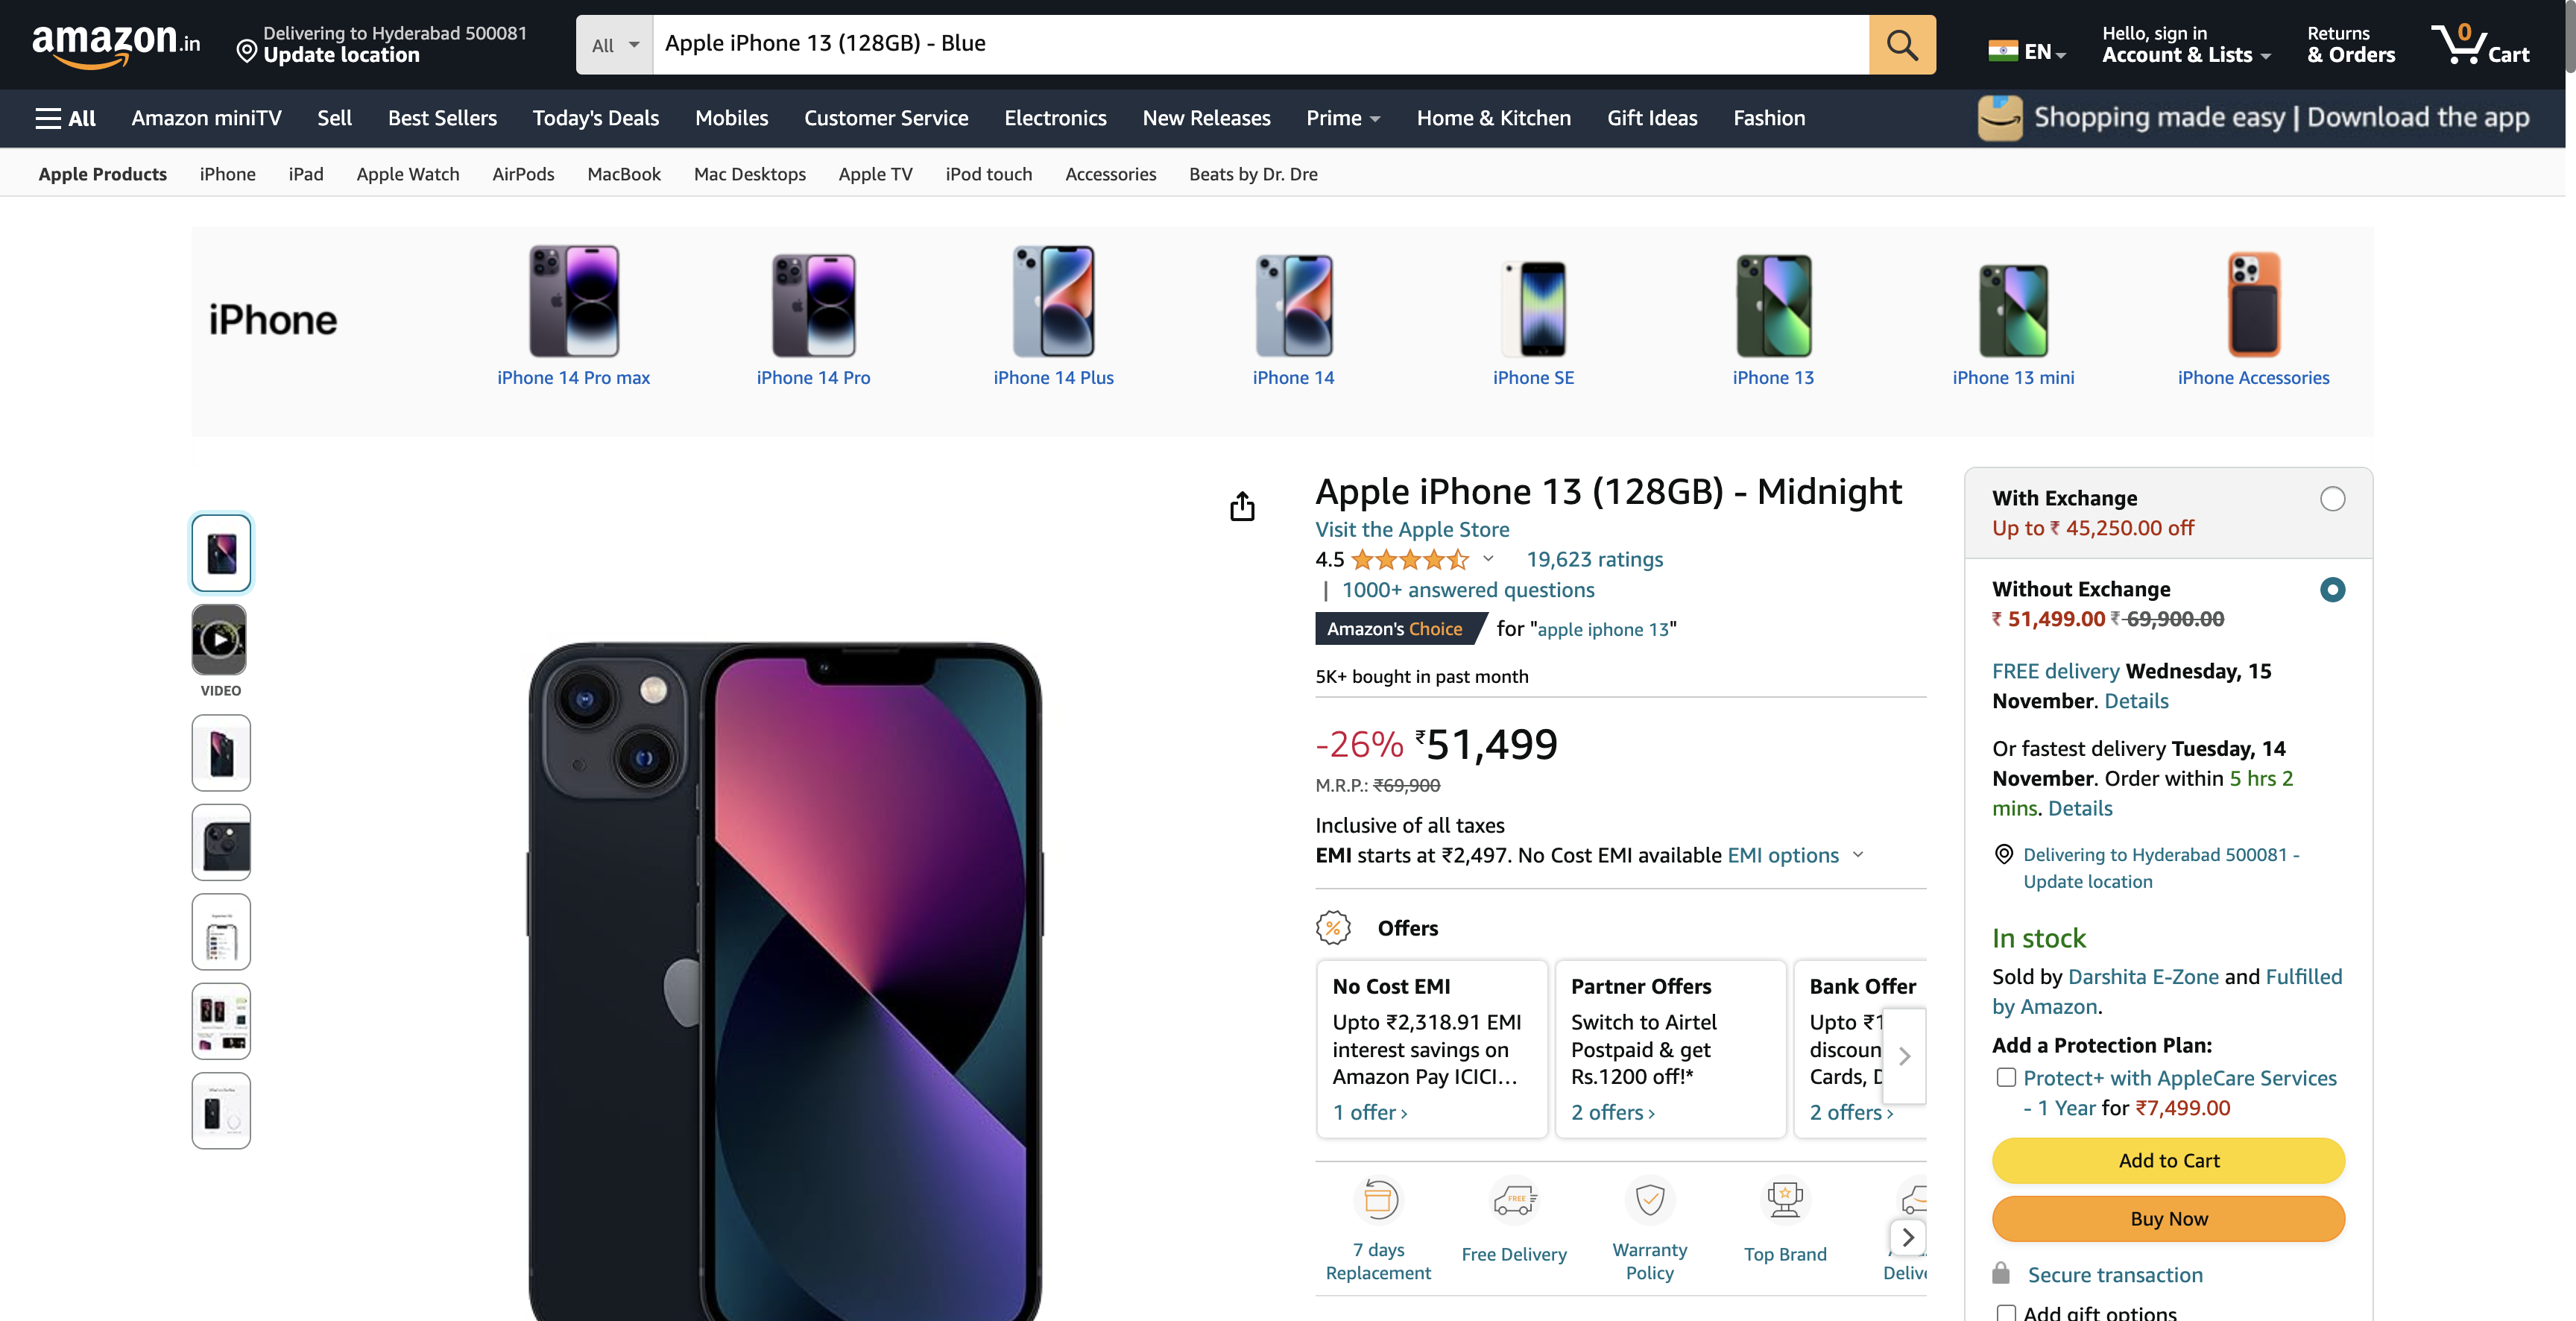 amazon.in
Delivering to Hyderabad 500081
Update location
All
Apple iPhone 13 (128GB) - Blue
EN
Hello, sign in
Account & Lists
Returns
& Orders
0
Cart
All
Amazon miniTV
Sell
Best Sellers
Today's Deals
Mobiles
Customer Service
Electronics
New Releases
Prime
Home & Kitchen
Gift Ideas
Fashion
Shopping made easy | Download the app
Apple Products
iPhone
iPad
Apple Watch
AirPods
MacBook
Mac Desktops
Apple TV
iPod touch
Accessories
Beats by Dr. Dre
iPhone
iPhone 14 Pro max
iPhone 14 Pro
iPhone 14 Plus
iPhone 14
iPhone SE
iPhone 13
iPhone 13 mini
iPhone Accessories
VIDEO
Apple iPhone 13 (128GB) - Midnight
Visit the Apple Store
4.5
19,623 ratings
| 1000+ answered questions
Amazon's Choice for "apple iphone 13"
5K+ bought in past month
-26% ₹51,499
M.R.P.: ₹69,900
Inclusive of all taxes
EMI starts at ₹2,497. No Cost EMI available EMI options
Offers
No Cost EMI
Upto ₹2,318.91 EMI
interest savings on
Amazon Pay ICICI…
1 offer ›
Partner Offers
Switch to Airtel
Postpaid & get
Rs.1200 off!*
2 offers ›
Bank Offer
Upto ₹1
discoun
Cards, D
2 offers ›
7 days
Replacement
FREE
Free Delivery
Warranty
Policy
Top Brand
Delive
With Exchange
Up to ₹ 45,250.00 off
Without Exchange
₹ 51,499.00 ₹ 69,900.00
FREE delivery Wednesday, 15
November. Details
Or fastest delivery Tuesday, 14
November. Order within 5 hrs 2
mins. Details
Delivering to Hyderabad 500081 -
Update location
In stock
Sold by Darshita E-Zone and Fulfilled
by Amazon.
Add a Protection Plan:
Protect+ with AppleCare Services
- 1 Year for ₹7,499.00
Add to Cart
Buy Now
Secure transaction
Add gift options